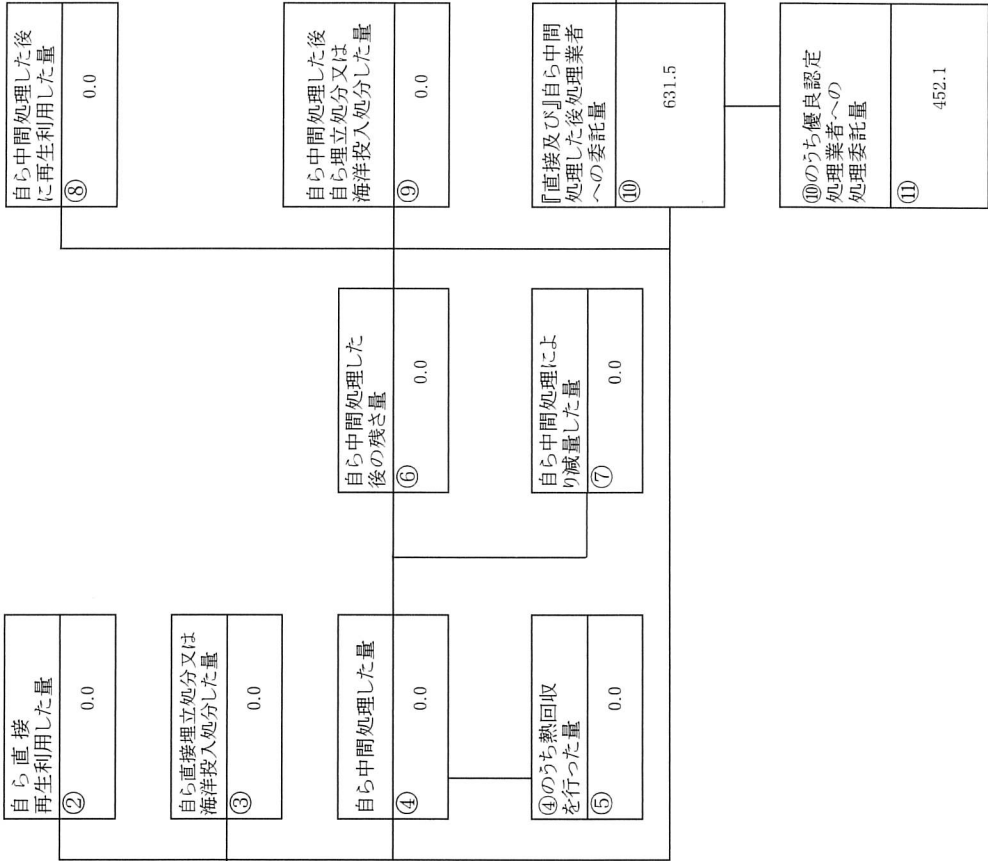 自ら直接
再生利用した量
②
0.0
自ら直接埋立処分又は
海洋投入処分した量
③
0.0
自ら中間処理した量
④
0.0
④のうち熱回収
を行った量
⑤
0.0
自ら中間処理した
後の残さ量
⑥
0.0
自ら中間処理によ
り減量した量
⑦
0.0
自ら中間処理した後
に再生利用した量
⑧
0.0
自ら中間処理した後
自ら埋立処分又は
海洋投入処分した量
⑨
0.0
『直接及び』自ら中間
処理した後処理業者
への委託量
⑩
631.5
⑩のうち優良認定
処理業者への
処理委託量
⑪
452.1